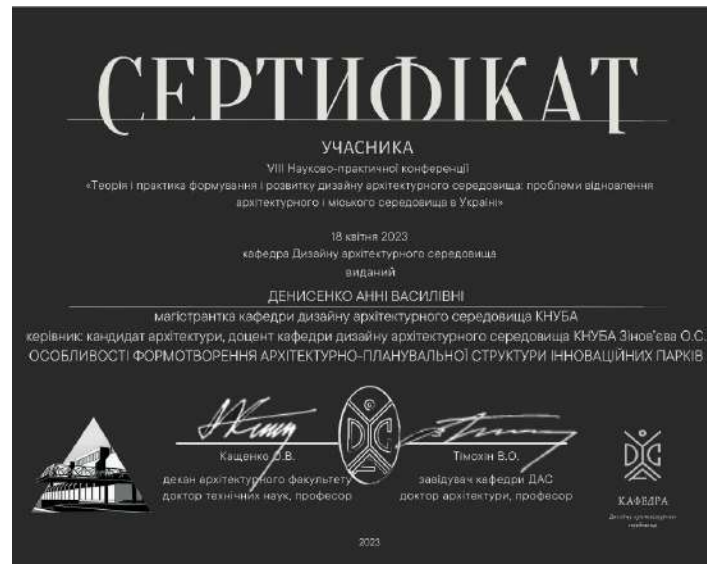 СЕРТИФІКАТ
УЧАСНИКА
VIII Науково-практичної конференції
«Теорія і практика формування і розвитку дизайну архітектурного середовища: проблеми відновлення
архітектурного і міського середовища в Україні»
18 квітня 2023
кафедра Дизайну архітектурного середовища
виданий
ДЕНИСЕНКО АННІ ВАСИЛІВНІ
магістрантка кафедри дизайну архітектурного середовища КНУБА
керівник: кандидат архітектури, доцент кафедри дизайну архітектурного середовища КНУБА Зінов'єва О.С.
ОСОБЛИВОСТІ ФОРМОТВОРЕННЯ АРХІТЕКТУРНО-ПЛАНУВАЛЬНОЇ СТРУКТУРИ ІННОВАЦІЙНИХ ПАРКІВ
Кащенко О.В.
декан архітектурного факультету
доктор технічних наук, професор
Тімохін В.О.
завідувач кафедри ДАС
доктор архітектури, професор
КАФЕДРА
Дизайну архітектурного
середовища
2023